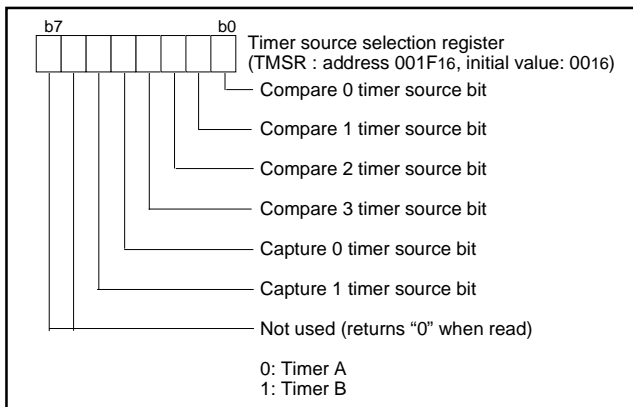 b7 b0
Timer source selection register
(TMSR : address 001F16, initial value: 0016)
Compare 0 timer source bit
Compare 1 timer source bit
Compare 2 timer source bit
Compare 3 timer source bit
Capture 0 timer source bit
Capture 1 timer source bit
Not used (returns “0” when read)
0: Timer A
1: Timer B